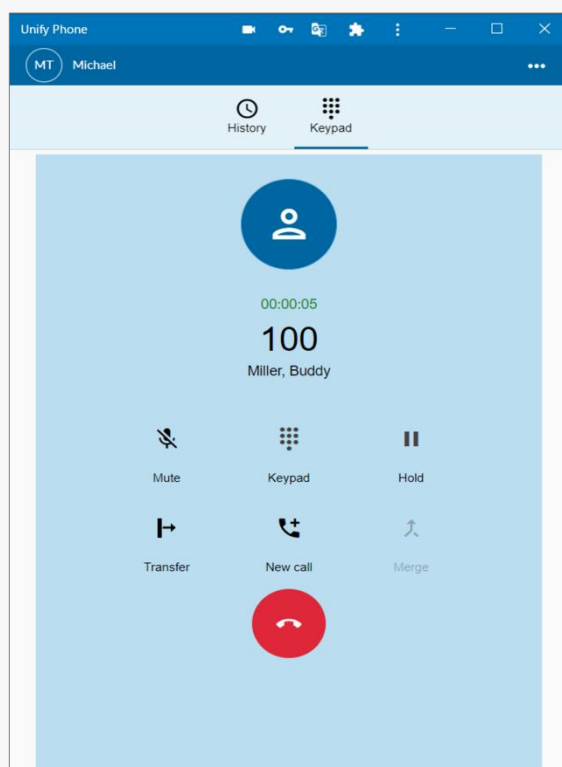 Unify Phone
MT Michael
History Keypad
00:00:05
100
Miller, Buddy
Mute Keypad Hold
Transfer New call Merge